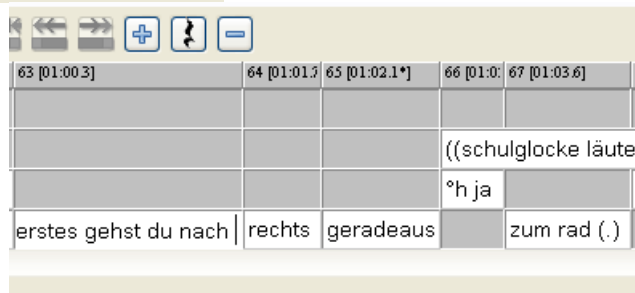 63 [01:00.3] 64 [01:01. 65 [01:02.1*] 66 [01:0: 67 [01:03.6]
((schulglocke läute
°h ja
erstes gehst du nach rechts geradeaus zum rad (.)